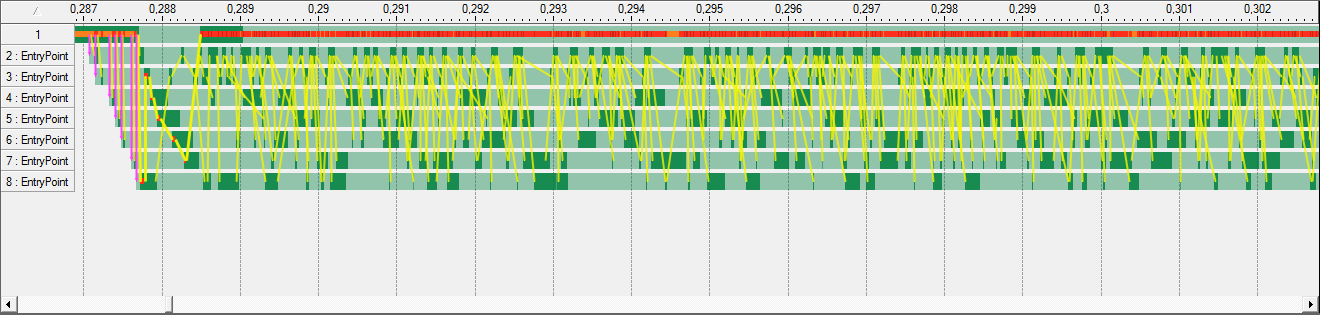 0,287 0,288 0,289 0,29 0,291 0,292 0,293 0,294 0,295 0,296 0,297 0,298 0,299 0,3 0,301 0,302
1
2 : EntryPoint
3 : EntryPoint
4 : EntryPoint
5 : EntryPoint
6 : EntryPoint
7 : EntryPoint
8 : EntryPoint